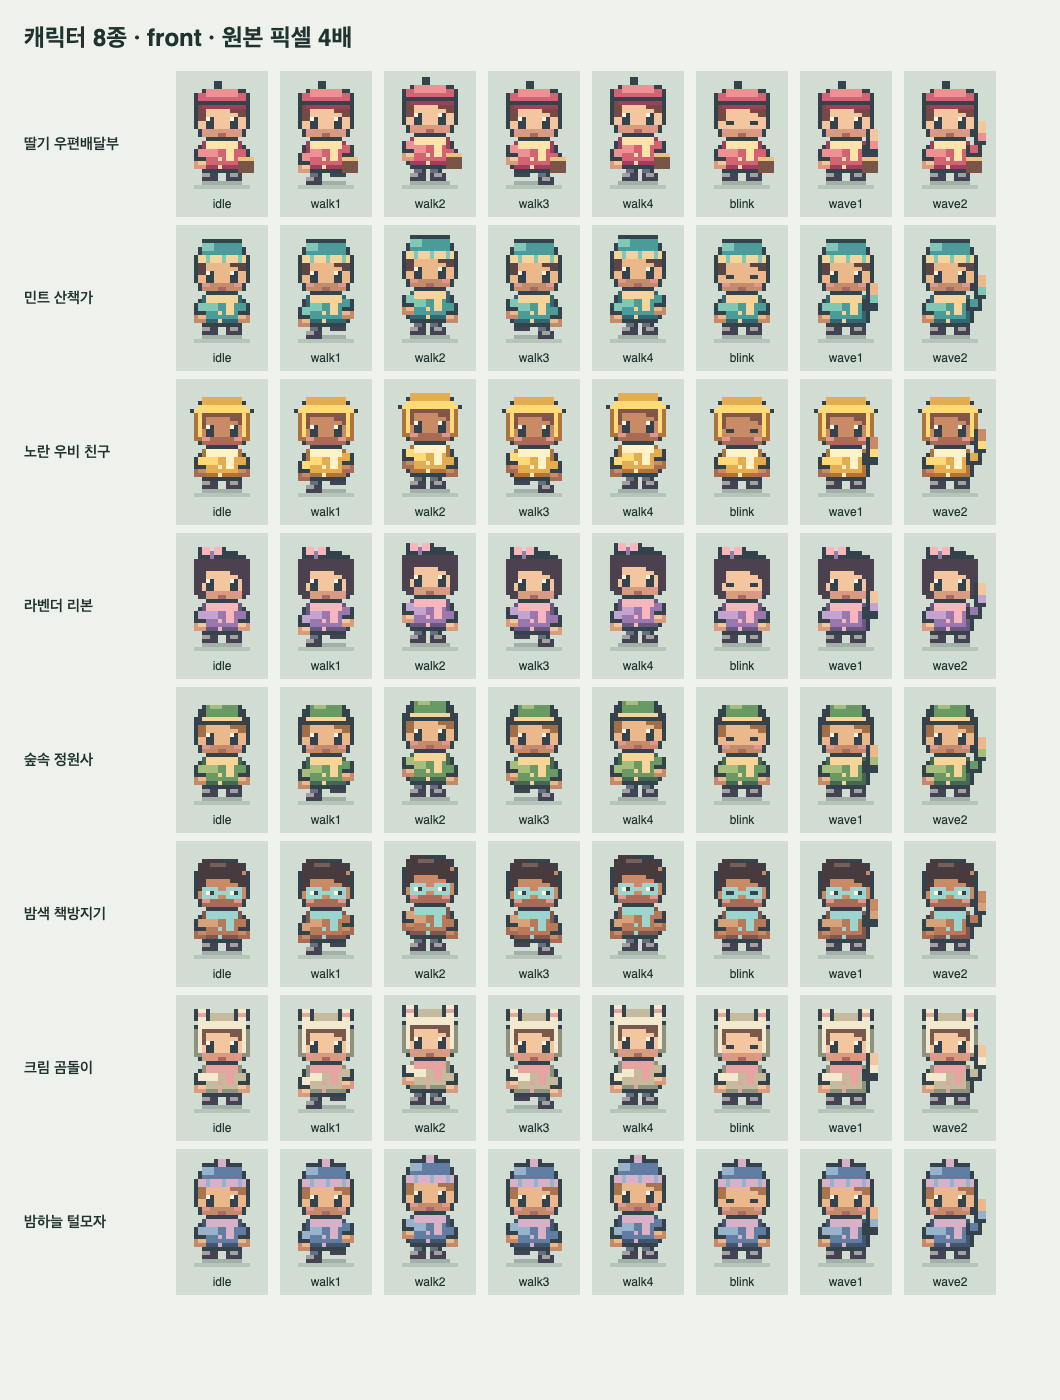 캐릭터 8종 · front · 원본 픽셀 4배
딸기 우편배달부
idle walk1 walk2 walk3 walk4 blink wave1 wave2
민트 산책가
idle walk1 walk2 walk3 walk4 blink wave1 wave2
노란 우비 친구
idle walk1 walk2 walk3 walk4 blink wave1 wave2
라벤더 리본
idle walk1 walk2 walk3 walk4 blink wave1 wave2
숲속 정원사
idle walk1 walk2 walk3 walk4 blink wave1 wave2
밤색 책방지기
idle walk1 walk2 walk3 walk4 blink wave1 wave2
크림 곰돌이
idle walk1 walk2 walk3 walk4 blink wave1 wave2
밤하늘 털모자
idle walk1 walk2 walk3 walk4 blink wave1 wave2